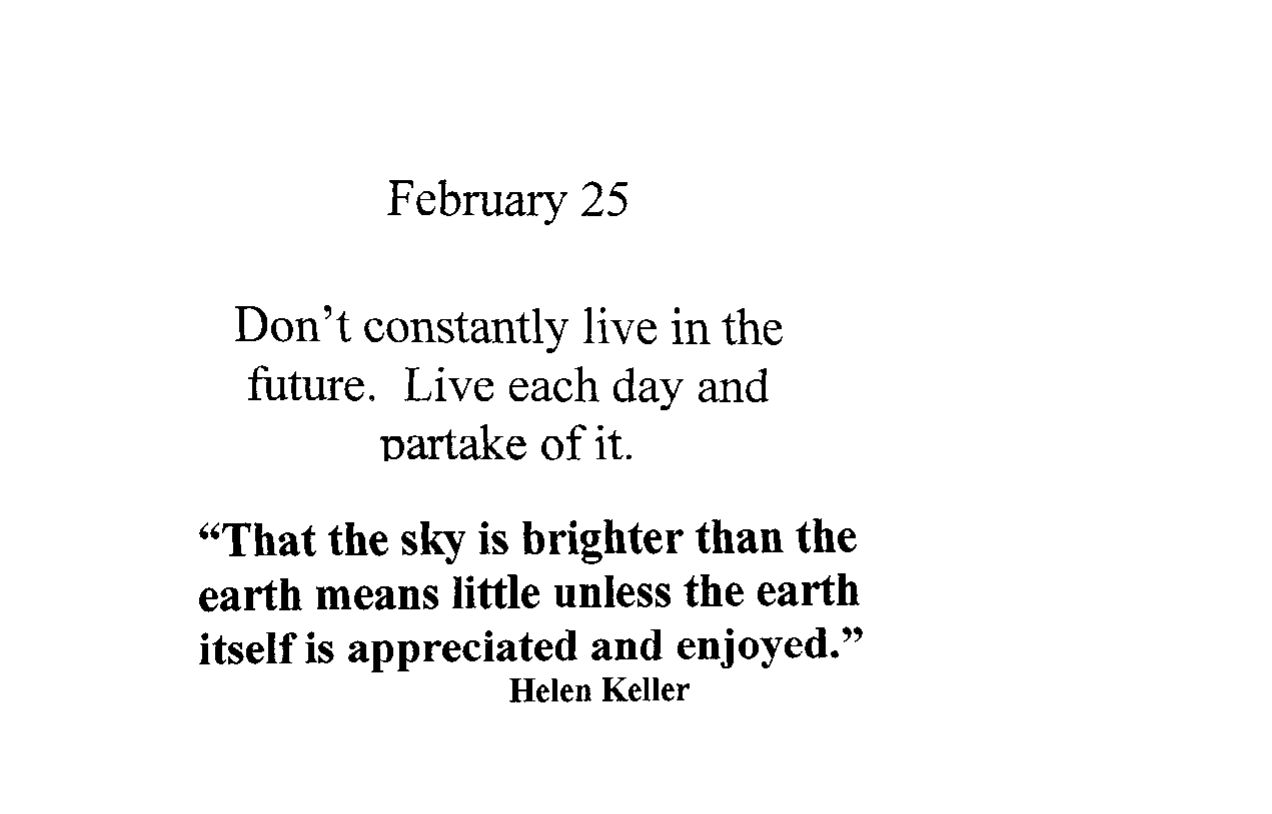 February 25
Don’t constantly live in the
future.  Live each day and
partake of it.
“That the sky is brighter than the
earth means little unless the earth
itself is appreciated and enjoyed.”
Helen Keller